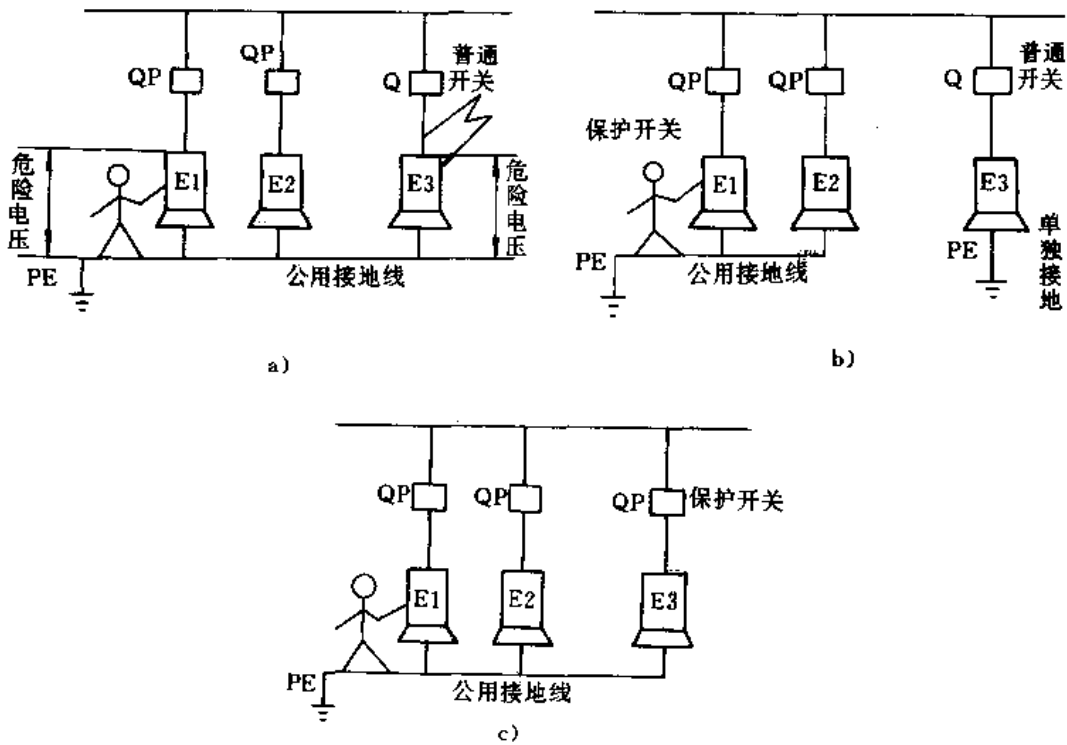 QP
QP
Q
普通
开关
危险电压
E1
E2
E3
危险电压
PE
公用接地线
a)
保护开关
QP
QP
Q
普通
开关
E1
E2
E3
PE
公用接地线
PE
单独接地
b)
QP
QP
QP
保护开关
E1
E2
E3
PE
公用接地线
c)